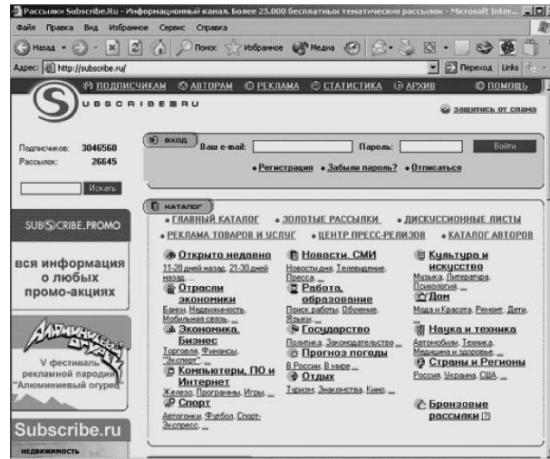 Рассылки Subscribe.Ru - Информационный канал. Более 25.000 бесплатных тематических рассылок - Microsoft Inter...
Файл Правка Вид Избранное Сервис Справка
Назад Поиск Избранное Медиа
Адрес: http://subscribe.ru/ Переход Links
ПОДПИСЧИКАМ АВТОРАМ РЕКЛАМА СТАТИСТИКА АРХИВ ПОМОЩЬ
S
UBSCRIBE RU
защитись от спама
Подписчиков: 3046560
Рассылок: 26645
Искать
ВХОД
Ваш e-mail: Пароль: Войти
• Регистрация • Забыли пароль? • Отписаться
КАТАЛОГ
• ГЛАВНЫЙ КАТАЛОГ • ЗОЛОТЫЕ РАССЫЛКИ • ДИСКУССИОННЫЕ ЛИСТЫ
• РЕКЛАМА ТОВАРОВ И УСЛУГ • ЦЕНТР ПРЕСС-РЕЛИЗОВ • КАТАЛОГ АВТОРОВ
Открыто недавно
11-20 дней назад, 21-30 дней
назад, ...
Отрасли
экономики
Банки, Недвижимость,
Мобильная связь, ...
Экономика,
Бизнес
Торговля, Финансы,
"Эксперт", ...
Компьютеры, ПО и
Интернет
Железо, Программы, Игры, ...
Спорт
Автогонки, Футбол, Спорт-
Экспресс, ...
Новости, СМИ
Новости дня, Телевидение,
Пресса, ...
Работа,
образование
Поиск работы, Обучение,
Языки, ...
Государство
Политика, Законодательство, ...
Прогноз погоды
В России, В мире, ...
Отдых
Туризм, Знакомства, Кино, ...
Культура и
искусство
Музыка, Литература,
Психология, ...
Дом
Мода и Красота, Ремонт, Дети,
...
Наука и техника
Автомобили, Техника,
Медицина и здоровье, ...
Страны и Регионы
Россия, Украина, США, ...
Бронзовые
рассылки [?]
SUBSCRIBE.PROMO
вся информация
о любых
промо-акциях
Алюминиевый
огурец
V фестиваль
рекламной пародии
"Алюминиевый огурец"
Subscribe.ru
- недвижимость